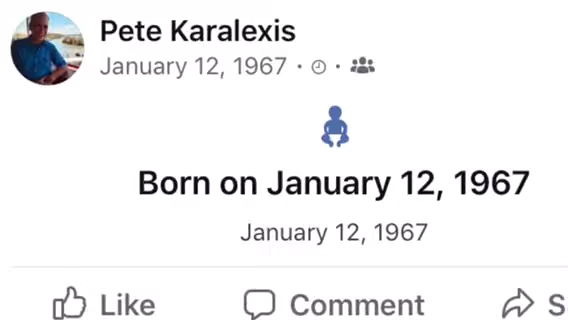 Pete Karalexis
January 12, 1967 · ·
Born on January 12, 1967
January 12, 1967
Like Comment S